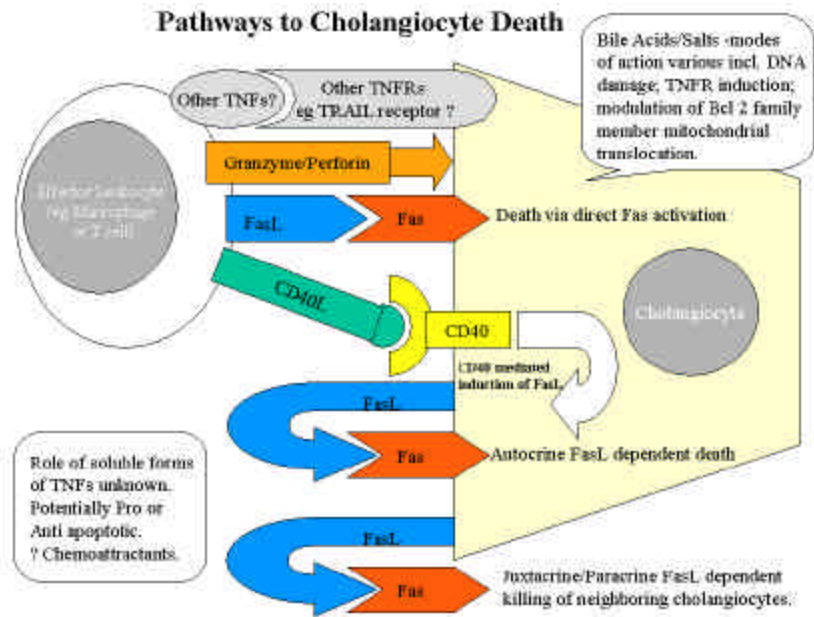 Pathways to Cholangiocyte Death
Bile Acids/Salts -modes
of action various incl. DNA
damage; TNFR induction;
modulation of Bcl 2 family
member mitochondrial
translocation.
Other TNFs?
Other TNFRs
eg TRAIL receptor ?
Granzyme/Perforin
Effector Leukocyte
(eg Macrophage
or T cell)
FasL
Fas
Death via direct Fas activation
CD40L
CD40
Cholangiocyte
CD40 mediated
induction of FasL
FasL
Fas
Autocrine FasL dependent death
Role of soluble forms
of TNFs unknown.
Potentially Pro or
Anti apoptotic.
? Chemoattractants.
FasL
Fas
Juxtacrine/Paracrine FasL dependent
killing of neighboring cholangiocytes.